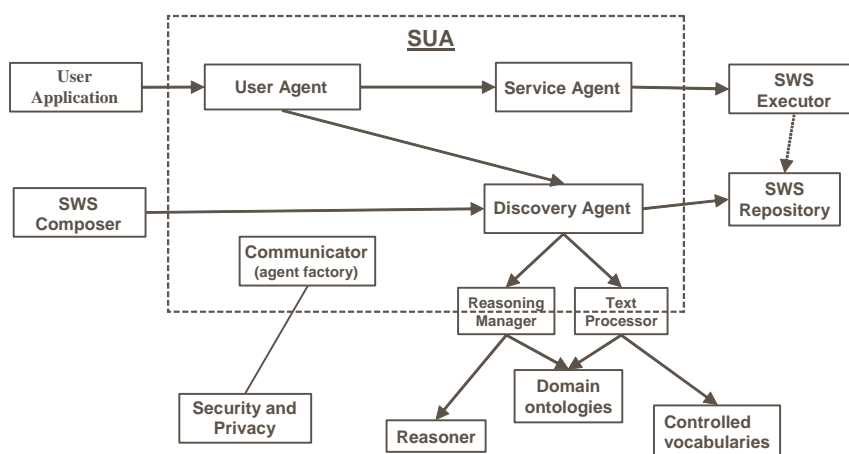 SUA
User
Application
User Agent
Service Agent
SWS
Executor
SWS
Composer
Discovery Agent
SWS
Repository
Communicator
(agent factory)
Reasoning
Manager
Text
Processor
Security and
Privacy
Domain
ontologies
Reasoner
Controlled
vocabularies